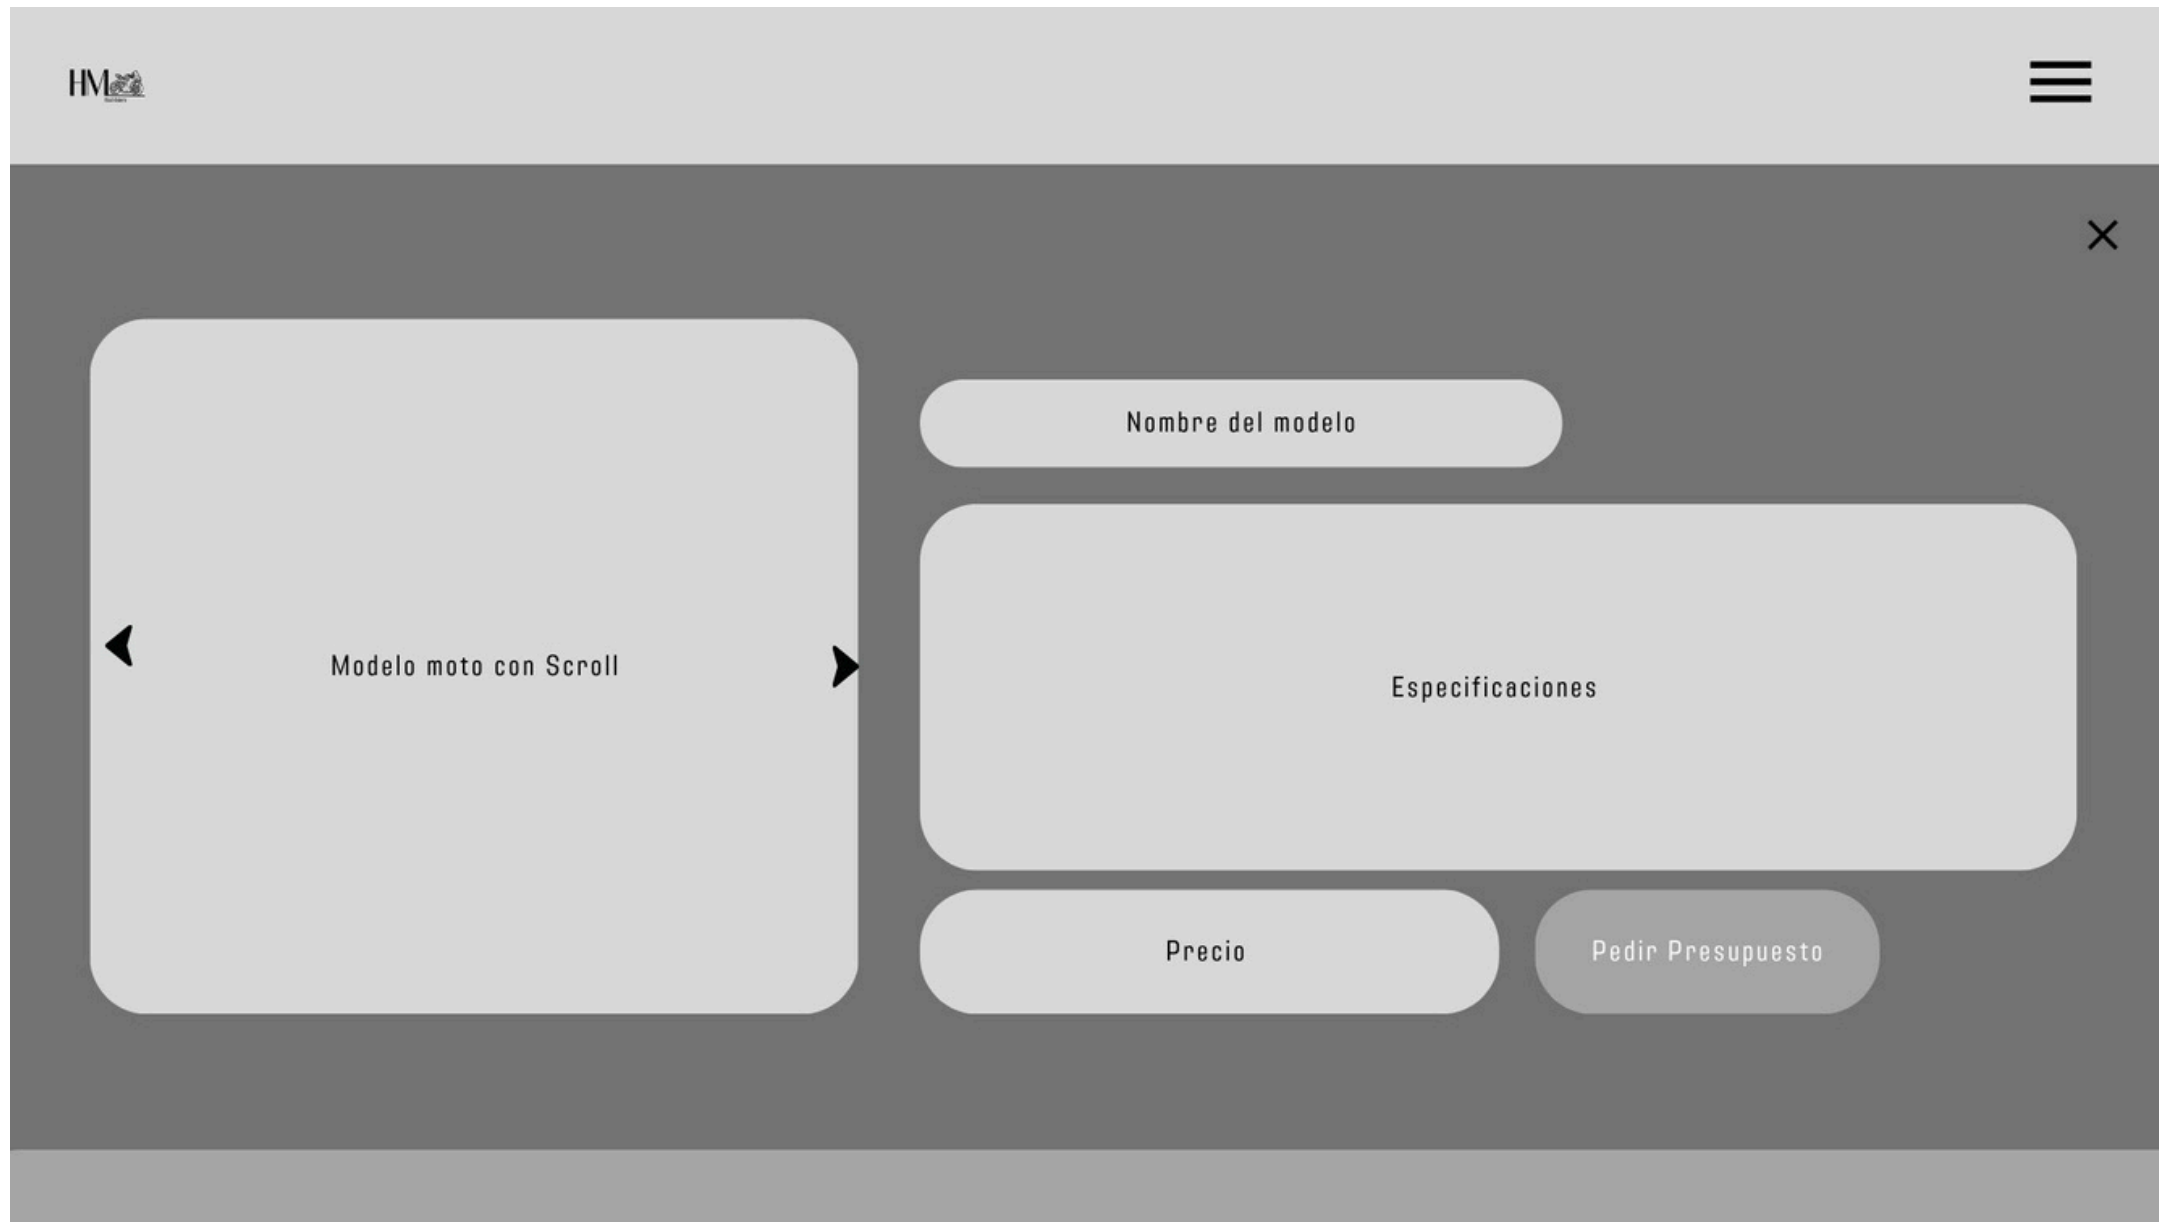 HM
Nombre del modelo
Modelo moto con Scroll
Especificaciones
Precio
Pedir Presupuesto